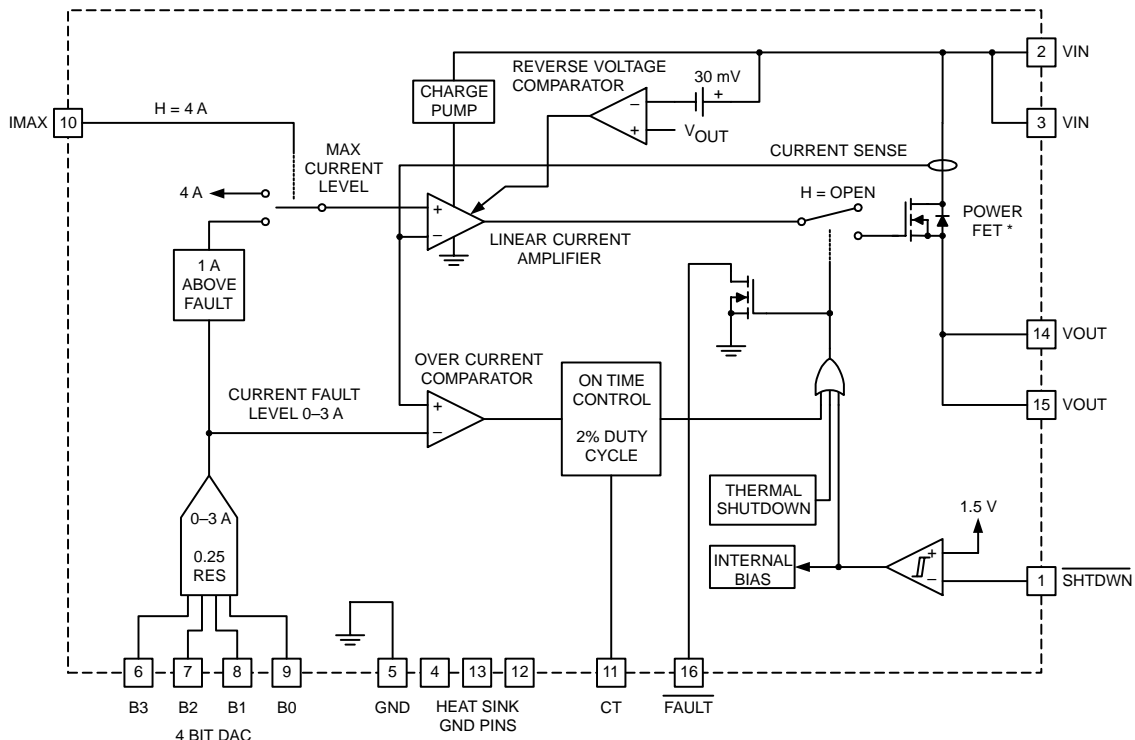 REVERSE VOLTAGE
COMPARATOR
30 mV
+
2
VIN
CHARGE
PUMP
−
+
VOUT
H = 4 A
IMAX
10
3
VIN
MAX
CURRENT
LEVEL
CURRENT SENSE
4 A
H = OPEN
+
−
LINEAR CURRENT
AMPLIFIER
POWER
FET *
1 A
ABOVE
FAULT
14
VOUT
OVER CURRENT
COMPARATOR
ON TIME
CONTROL
2% DUTY
CYCLE
CURRENT FAULT
LEVEL 0–3 A
+
−
15
VOUT
THERMAL
SHUTDOWN
1.5 V
0–3 A
0.25
RES
INTERNAL
BIAS
+
−
1
SHTDWN
6
7
8
9
5
4
13
12
11
16
B3
B2
B1
B0
GND
HEAT SINK
GND PINS
CT
FAULT
4 BIT DAC